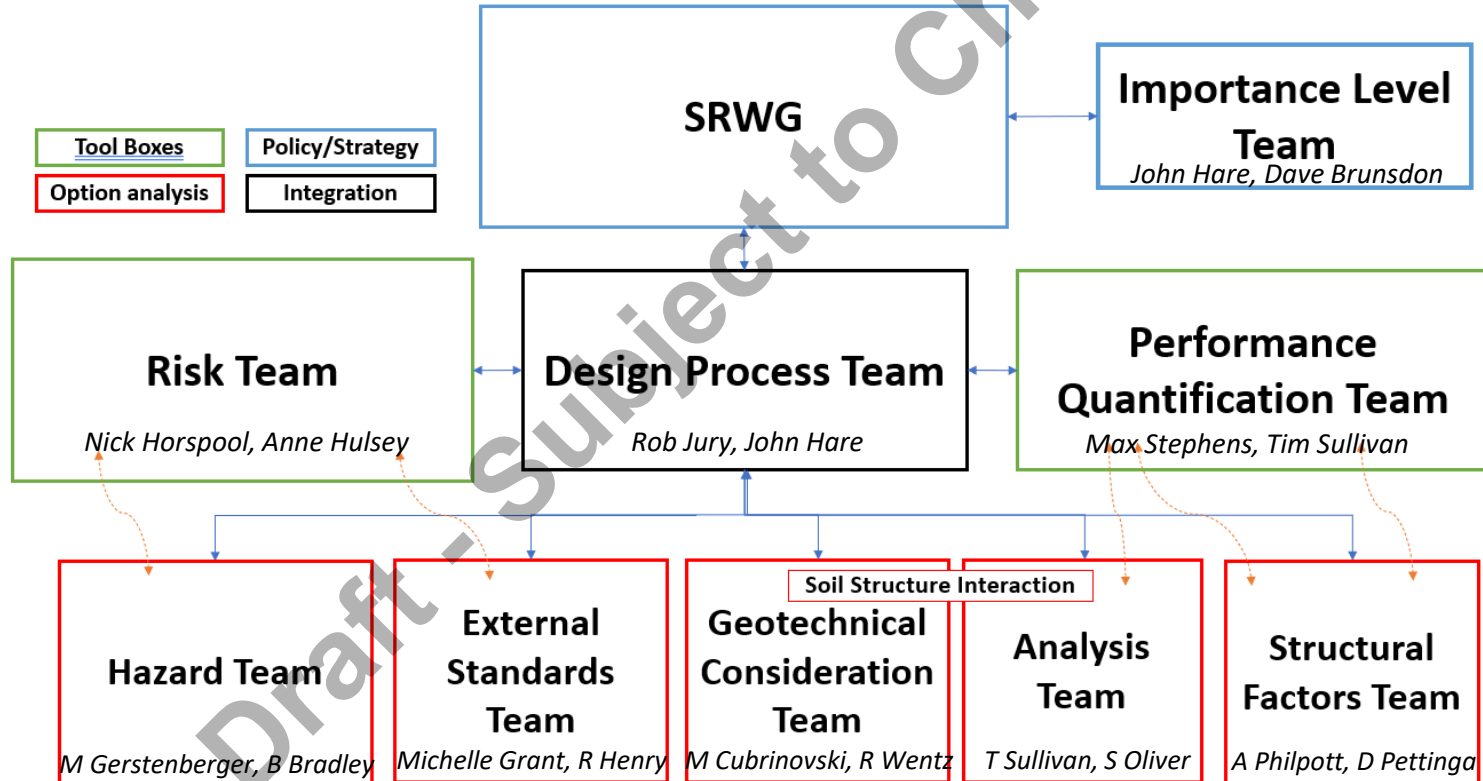 SRWG
Importance Level
Team
John Hare, Dave Brunsdon
Tool Boxes
Policy/Strategy
Option analysis
Integration
Risk Team
Nick Horspool, Anne Hulsey
Design Process Team
Rob Jury, John Hare
Performance
Quantification Team
Max Stephens, Tim Sullivan
Soil Structure Interaction
Hazard Team
M Gerstenberger, B Bradley
External
Standards
Team
Michelle Grant, R Henry
Geotechnical
Consideration
Team
M Cubrinovski, R Wentz
Analysis
Team
T Sullivan, S Oliver
Structural
Factors Team
A Philpott, D Pettinga
Draft - Subject to